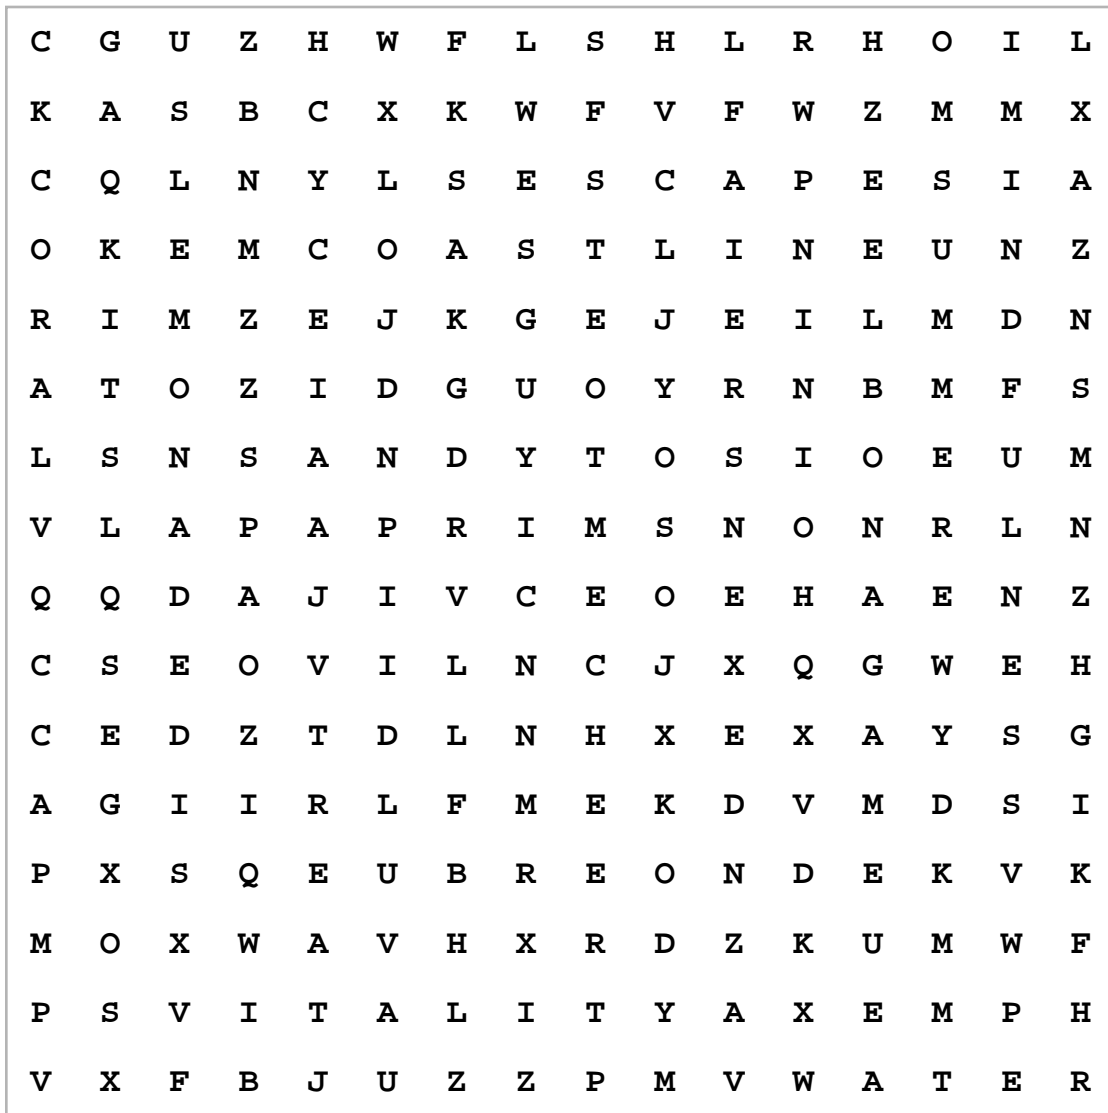 C G U Z H W F L S H L R H O I L
K A S B C X K W F V F W Z M M X
C Q L N Y L S E S C A P E S I A
O K E M C O A S T L I N E U N Z
R I M Z E J K G E J E I L M D N
A T O Z I D G U O Y R N B M F S
L S N S A N D Y T O S I O E U M
V L A P A P R I M S N O N R L N
Q Q D A J I V C E O E H A E N Z
C S E O V I L N C J X Q G W E H
C E D Z T D L N H X E X A Y S G
A G I I R L F M E K D V M D S I
P X S Q E U B R E O N D E K V K
M O X W A V H X R D Z K U M W F
P S V I T A L I T Y A X E M P H
V X F B J U Z Z P M V W A T E R